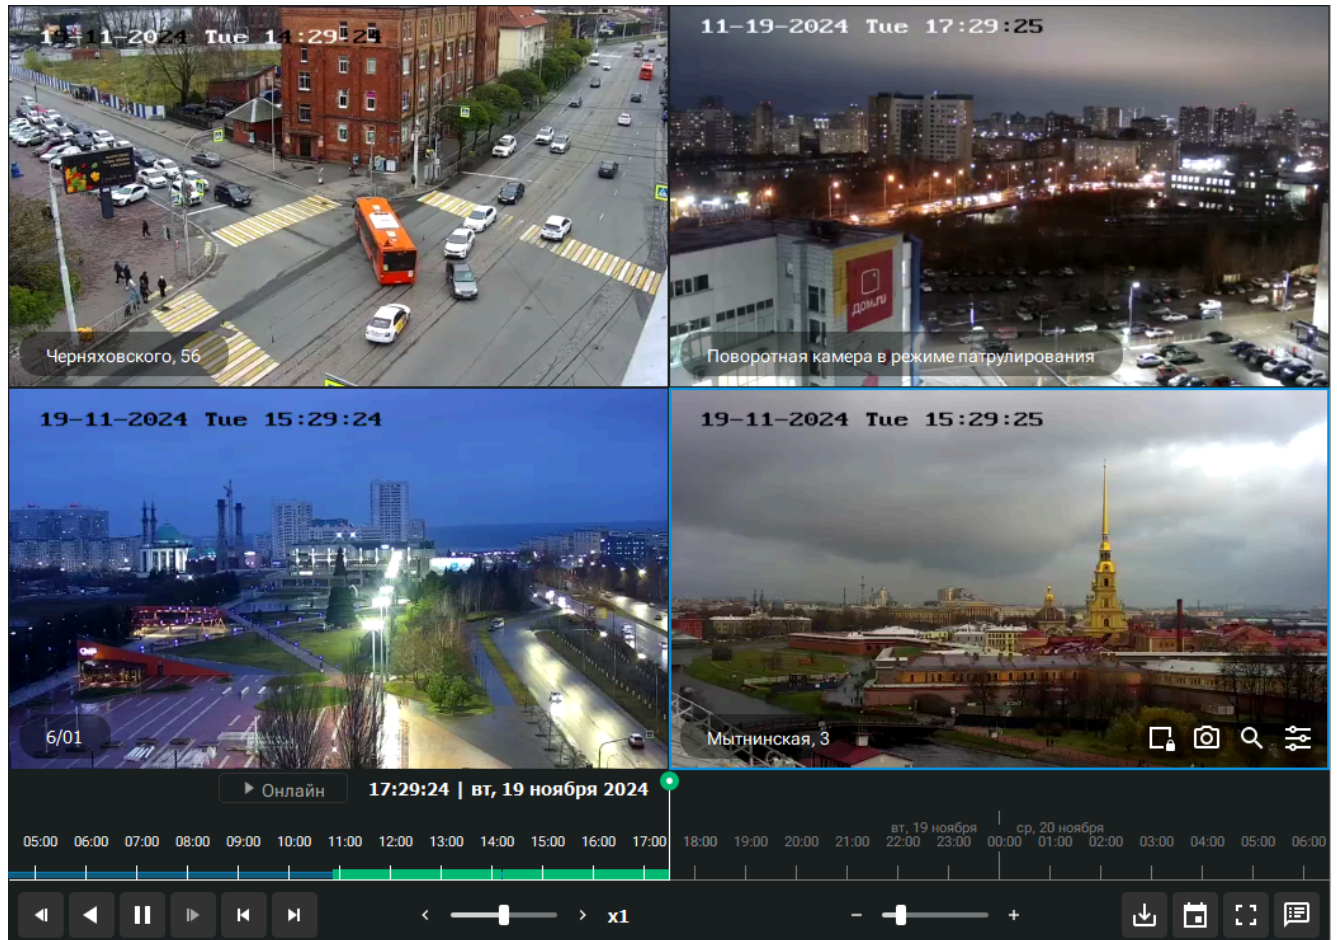 19-11-2024 Tue 14:29:24
11-19-2024 Tue 17:29:25
дом.ru
Черняховского, 56
Поворотная камера в режиме патрулирования
19-11-2024 Tue 15:29:24
19-11-2024 Tue 15:29:25
6/01
Мытнинская, 3
Онлайн
17:29:24 | вт, 19 ноября 2024
вт, 19 ноября
ср, 20 ноября
05:00 06:00 07:00 08:00 09:00 10:00 11:00 12:00 13:00 14:00 15:00 16:00 17:00 18:00 19:00 20:00 21:00 22:00 23:00 00:00 01:00 02:00 03:00 04:00 05:00 06:00
x1